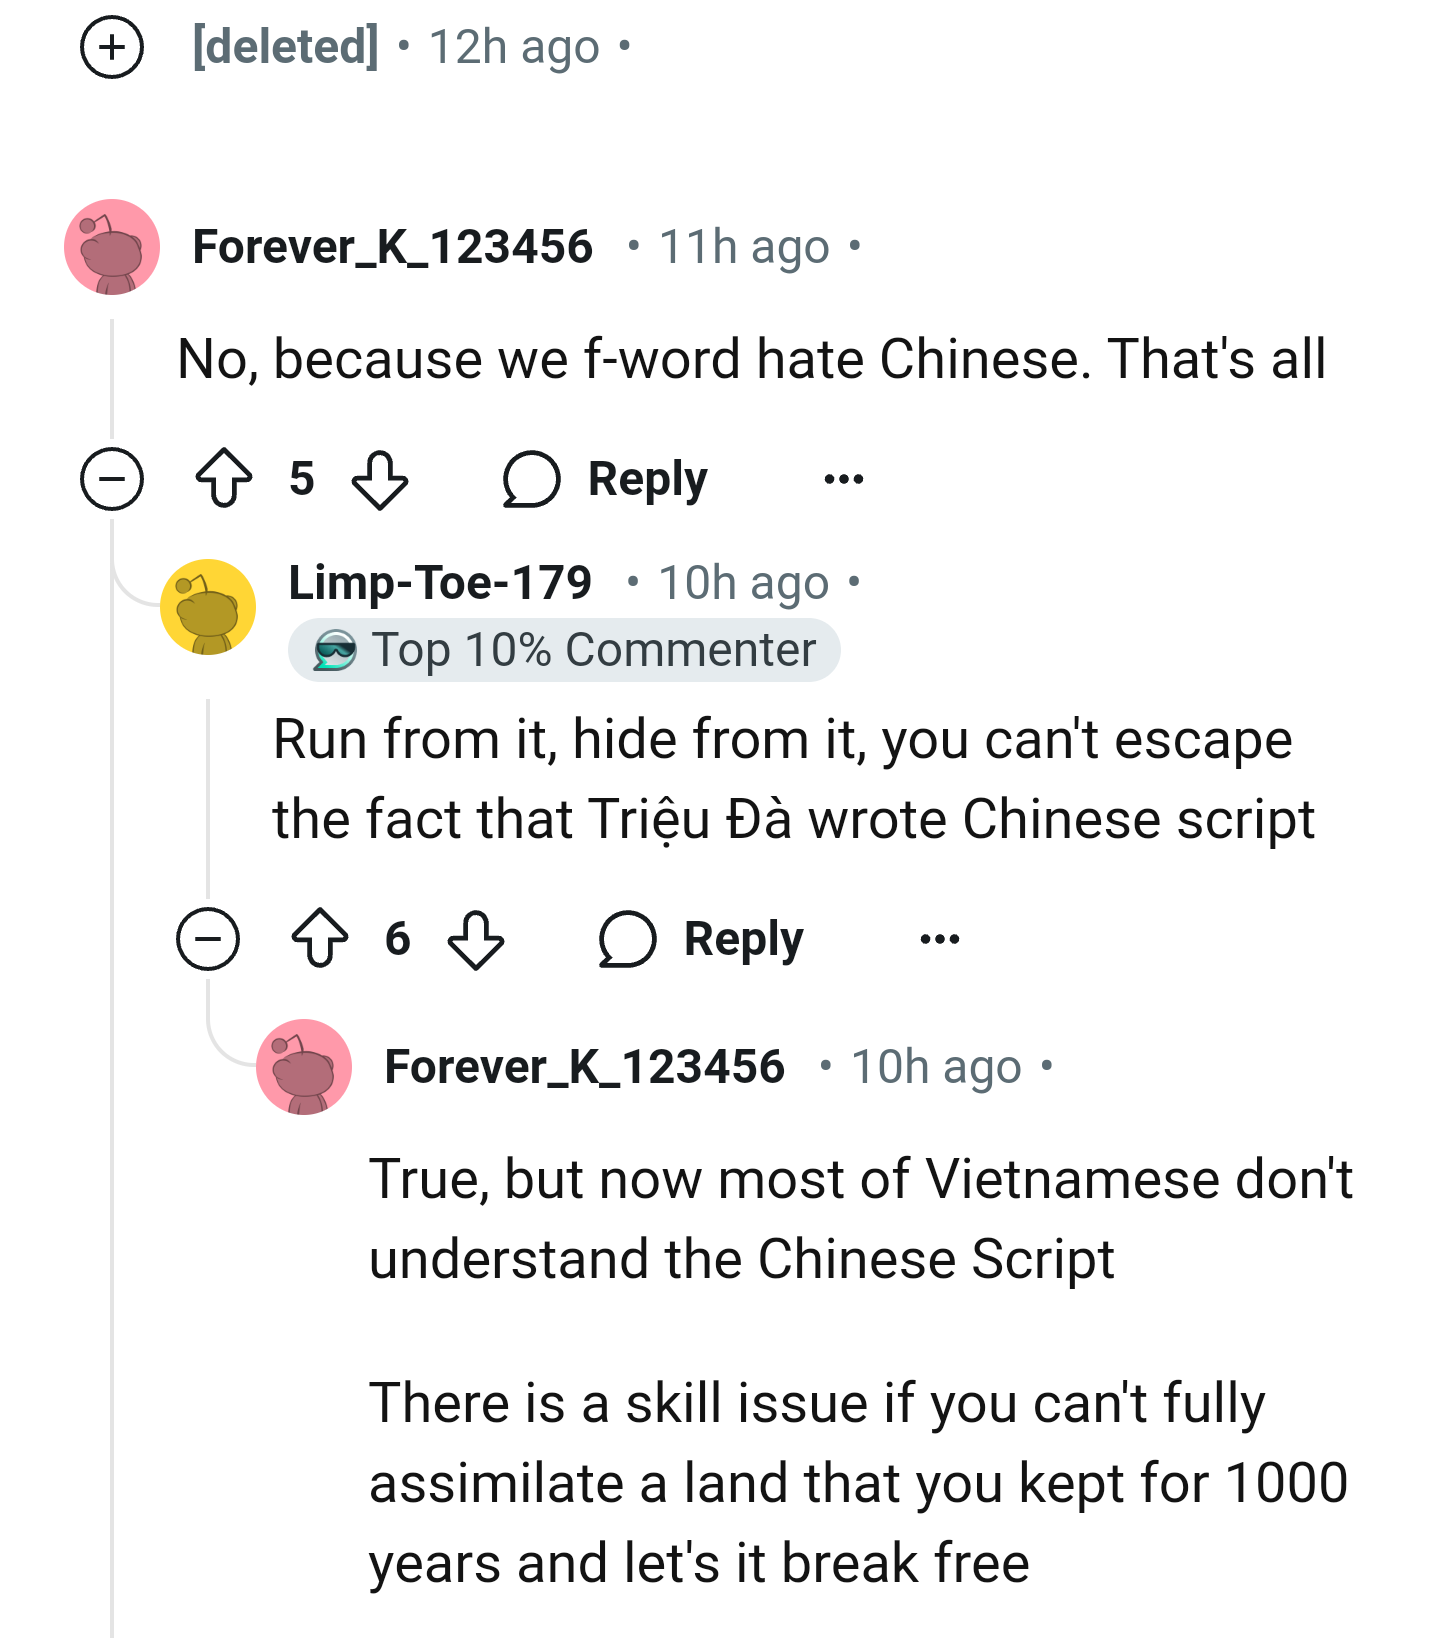 [deleted] • 12h ago •
Forever_K_123456 • 11h ago •
No, because we f-word hate Chinese. That's all
5 Reply ...
Limp-Toe-179 • 10h ago •
Top 10% Commenter
Run from it, hide from it, you can't escape
the fact that Triệu Đà wrote Chinese script
6 Reply ...
Forever_K_123456 • 10h ago •
True, but now most of Vietnamese don't
understand the Chinese Script
There is a skill issue if you can't fully
assimilate a land that you kept for 1000
years and let's it break free